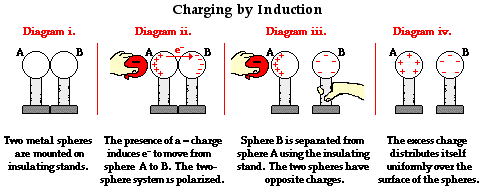 Charging by Induction
Diagram i.
Diagram ii.
Diagram iii.
Diagram iv.
A B
A e⁻ B
A B
A B
Two metal spheres
are mounted on
insulating stands.
The presence of a – charge
induces e⁻ to move from
sphere A to B. The two-
sphere system is polarized.
Sphere B is separated from
sphere A using the insulating
stand. The two spheres have
opposite charges.
The excess charge
distributes itself
uniformly over the
surface of the spheres.